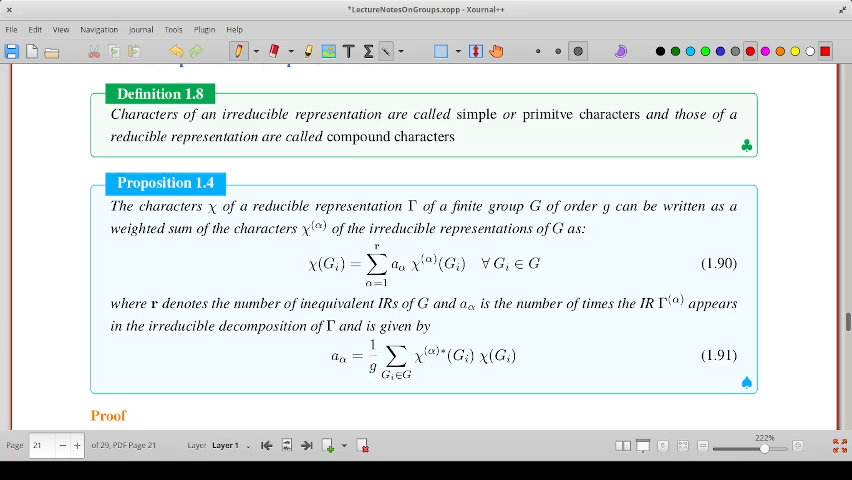 *LectureNotesOnGroups.xopp - Xournal++
File Edit View Navigation Journal Tools Plugin Help
Definition 1.8
Characters of an irreducible representation are called simple or primitve characters and those of a
reducible representation are called compound characters
Proposition 1.4
The characters χ of a reducible representation Γ of a finite group G of order g can be written as a
weighted sum of the characters χ^(α) of the irreducible representations of G as:
χ(G_i) = ∑_{α=1}^{r} a_α χ^(α)(G_i) ∀ G_i ∈ G (1.90)
where r denotes the number of inequivalent IRs of G and a_α is the number of times the IR Γ^(α) appears
in the irreducible decomposition of Γ and is given by
a_α = 1/g ∑_{G_i∈G} χ^(α)*(G_i) χ(G_i) (1.91)
Proof
Page 21 of 29, PDF Page 21 Layer Layer 1 222%